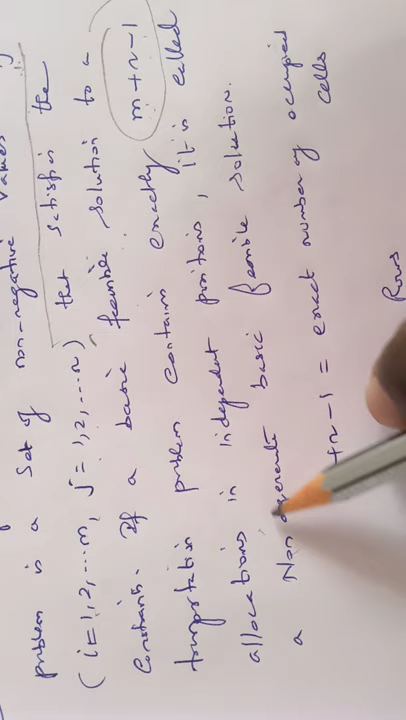 problem is a set of non-negative values
(i=1,2,...m, j=1,2,...n) that satisfies the
Constraints. If a basic feasible solution to a
transportation problem contains exactly m+n-1
allocations in independent positions, it is called
a Non degenerate basic feasible solution.
+n-1 = exact number of occupied
cells
Rows